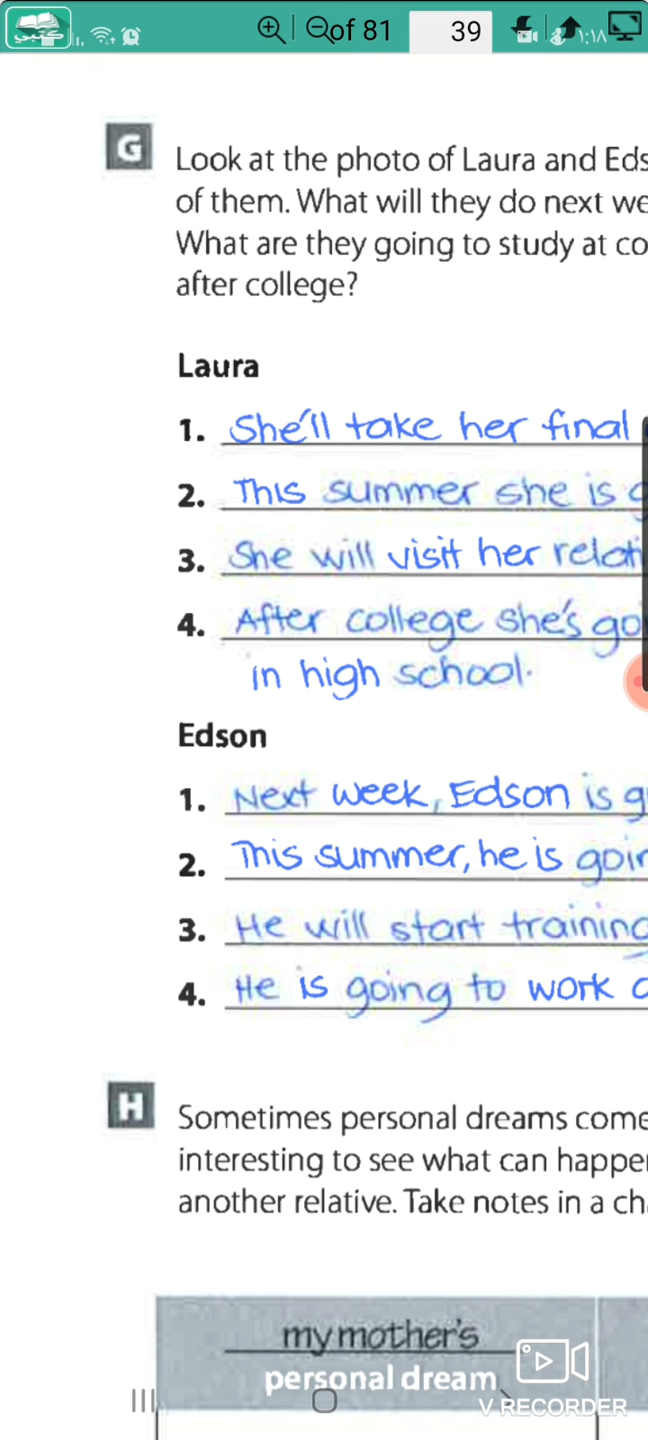 كتبي
of 81
39
١:١٨
G
Look at the photo of Laura and Eds
of them. What will they do next we
What are they going to study at co
after college?
Laura
1. She'll take her final
2. This summer she is g
3. She will visit her relati
4. After college she's goi
in high school.
Edson
1. Next week, Edson is g
2. This summer, he is goin
3. He will start training
4. He is going to work
H
Sometimes personal dreams come
interesting to see what can happe
another relative. Take notes in a ch
my mother's
personal dream
V RECORDER